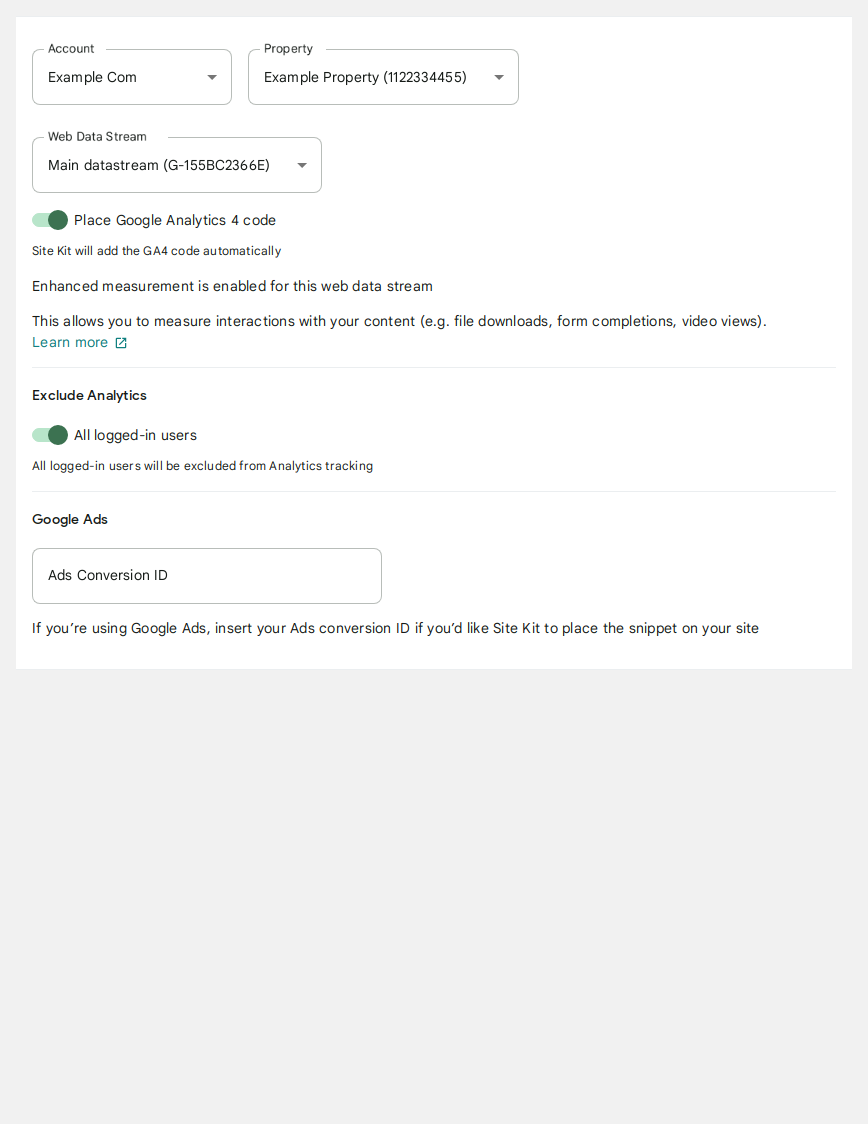 Account
Property
Example Com
Example Property (1122334455)
Web Data Stream
Main datastream (G-155BC2366E)
Place Google Analytics 4 code
Site Kit will add the GA4 code automatically
Enhanced measurement is enabled for this web data stream
This allows you to measure interactions with your content (e.g. file downloads, form completions, video views).
Learn more
Exclude Analytics
All logged-in users
All logged-in users will be excluded from Analytics tracking
Google Ads
Ads Conversion ID
If you’re using Google Ads, insert your Ads conversion ID if you’d like Site Kit to place the snippet on your site